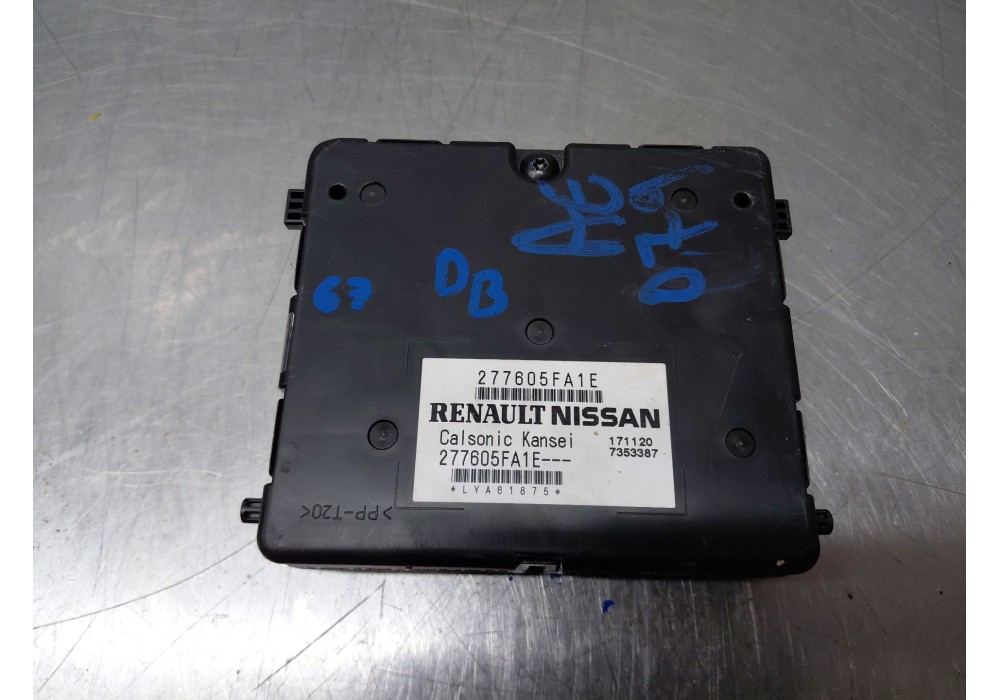 67
DB
277605FA1E
RENAULT NISSAN
Calsonic Kansei
171120
7353387
277605FA1E---
*LYA61875*
>PP-T20<